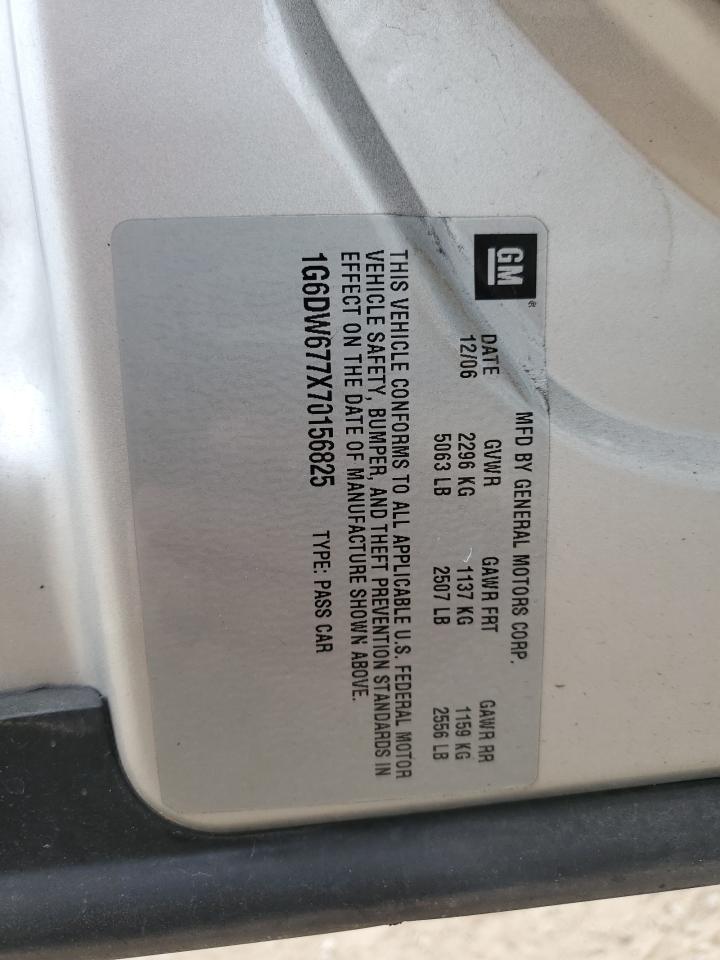 GM
MFD BY GENERAL MOTORS CORP.
DATE GVWR GAWR FRT GAWR RR
12/06 2296 KG 1137 KG 1159 KG
5063 LB 2507 LB 2556 LB
THIS VEHICLE CONFORMS TO ALL APPLICABLE U.S. FEDERAL MOTOR
VEHICLE SAFETY, BUMPER, AND THEFT PREVENTION STANDARDS IN
EFFECT ON THE DATE OF MANUFACTURE SHOWN ABOVE.
1G6DW677X70156825 TYPE: PASS CAR